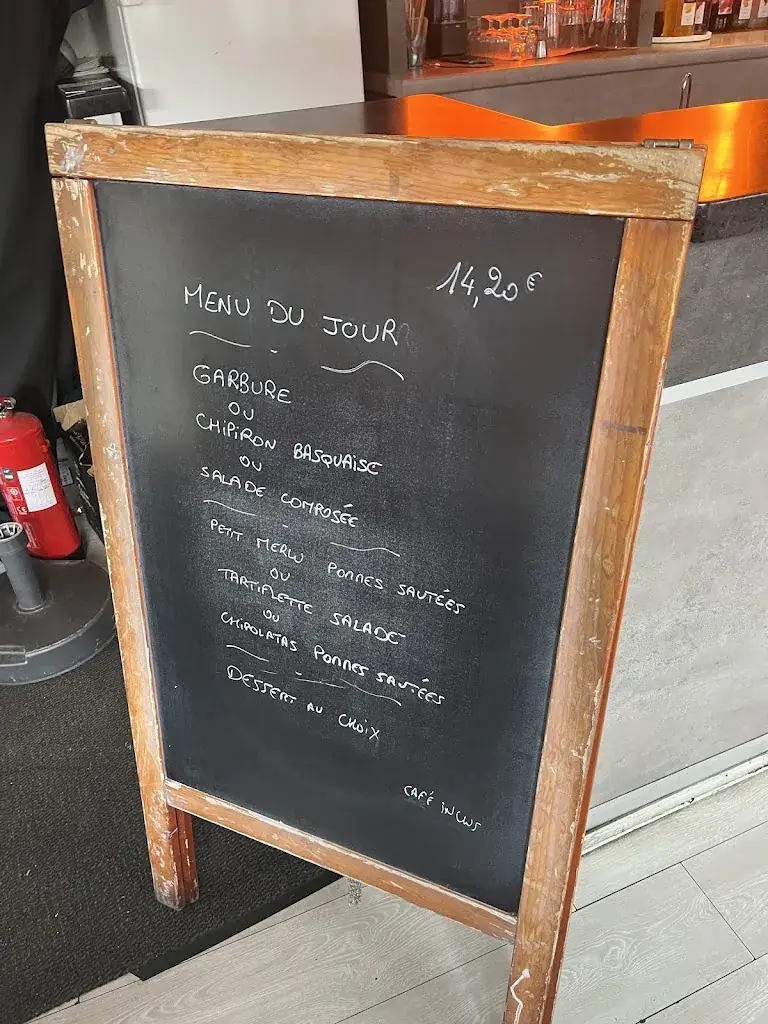 14,20€
MENU DU JOUR
GARBURE
OU
CHIPIRON BASQUAISE
OU
SALADE COMPOSÉE
PETIT MERLU POMMES SAUTÉES
OU
TARTIFLETTE SALADE
OU
CHIPOLATAS POMMES SAUTÉES
DESSERT AU CHOIX
CAFÉ INCLUS